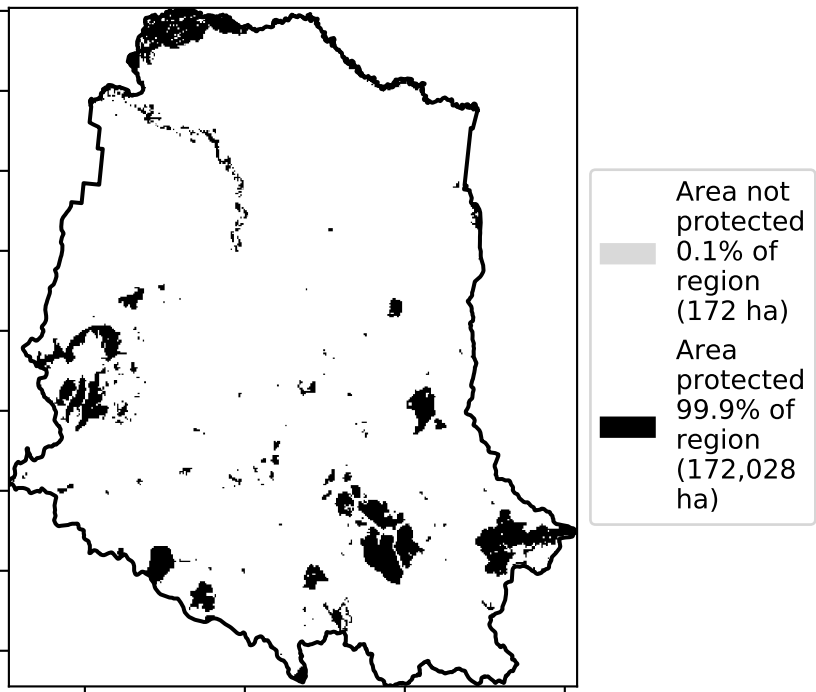 Area not
protected
0.1% of
region
(172 ha)
Area
protected
99.9% of
region
(172,028
ha)